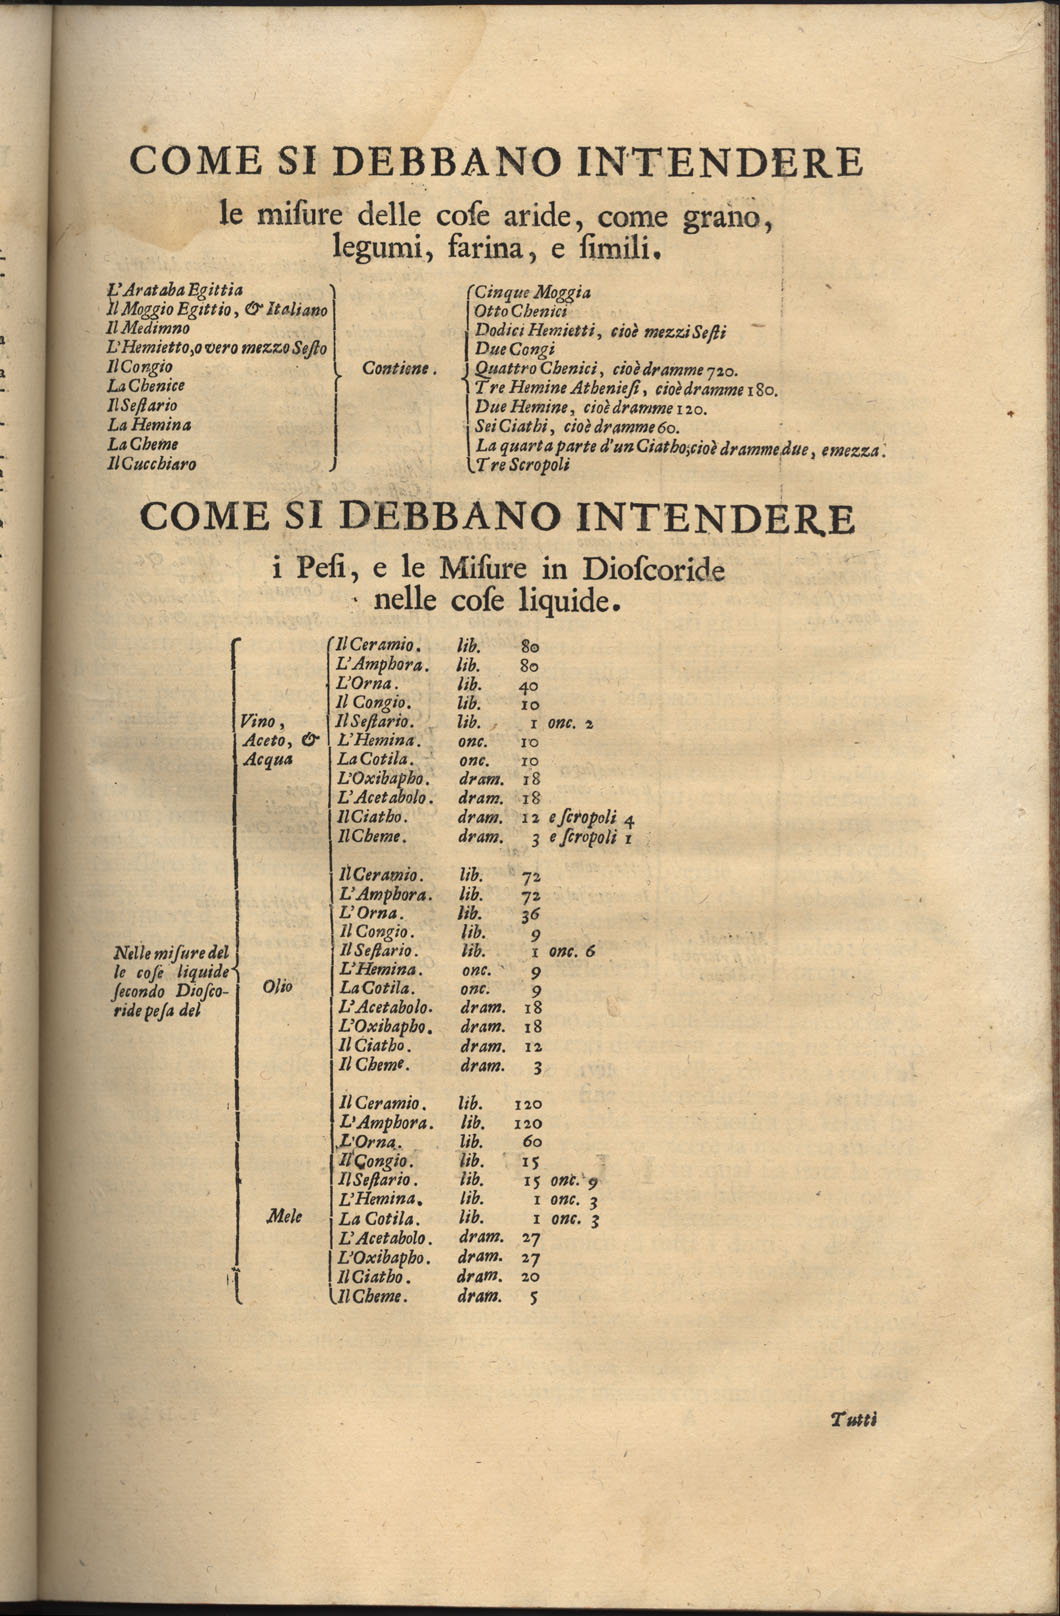 COME SI DEBBANO INTENDERE
le miſure delle coſe aride, come grano,
legumi, farina, e ſimili.
L'Arataba Egittia { Cinque Moggia
Il Moggio Egittio, & Italiano { Otto Chenici
Il Medimno { Dodici Hemietti, cioè mezzi Seſti
L'Hemietto, o vero mezzo Seſto { Due Congi
Il Congio } Contiene. { Quattro Chenici, cioè dramme 720.
La Chenice { Tre Hemine Athenieſi, cioè dramme 180.
Il Seſtario { Due Hemine, cioè dramme 120.
La Hemina { Sei Ciathi, cioè dramme 60.
La Cheme { La quarta parte d'un Ciatho, cioè dramme due, e mezza.
Il Cucchiaro { Tre Scropoli
COME SI DEBBANO INTENDERE
i Peſi, e le Miſure in Dioſcoride
nelle coſe liquide.
Il Ceramio. lib. 80
L'Amphora. lib. 80
L'Orna. lib. 40
Il Congio. lib. 10
Vino, Il Seſtario. lib. 1 onc. 2
Aceto, & L'Hemina. onc. 10
Acqua La Cotila. onc. 10
L'Oxibapho. dram. 18
L'Acetabolo. dram. 18
Il Ciatho. dram. 12 e ſcropoli 4
Il Cheme. dram. 3 e ſcropoli 1
Il Ceramio. lib. 72
L'Amphora. lib. 72
L'Orna. lib. 36
Il Congio. lib. 9
Nelle miſure del Il Seſtario. lib. 1 onc. 6
le coſe liquide L'Hemina. onc. 9
ſecondo Dioſco- Olio La Cotila. onc. 9
ride peſa del L'Acetabolo. dram. 18
L'Oxibapho. dram. 18
Il Ciatho. dram. 12
Il Cheme. dram. 3
Il Ceramio. lib. 120
L'Amphora. lib. 120
L'Orna. lib. 60
Il Congio. lib. 15
Il Seſtario. lib. 15 onc. 9
L'Hemina. lib. 1 onc. 3
Mele La Cotila. lib. 1 onc. 3
L'Acetabolo. dram. 27
L'Oxibapho. dram. 27
Il Ciatho. dram. 20
Il Cheme. dram. 5
Tutti